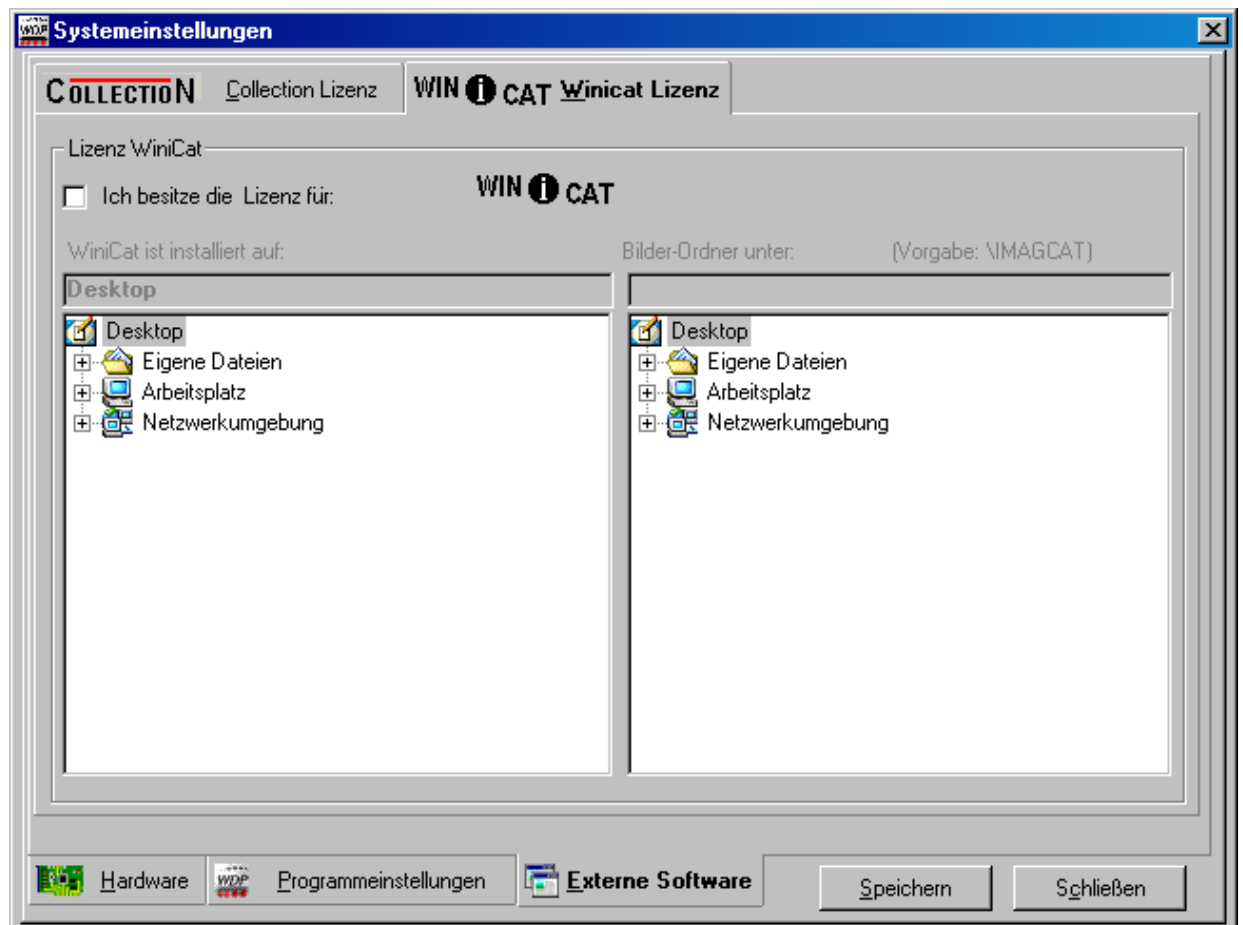 WDP Systemeinstellungen
COLLECTION Collection Lizenz WIN i CAT Winicat Lizenz
Lizenz WiniCat
Ich besitze die Lizenz für: WIN i CAT
WiniCat ist installiert auf: Bilder-Ordner unter: (Vorgabe: \IMAGCAT)
Desktop
Desktop Desktop
Eigene Dateien Eigene Dateien
Arbeitsplatz Arbeitsplatz
Netzwerkumgebung Netzwerkumgebung
Hardware WDP Programmeinstellungen Externe Software Speichern Schließen